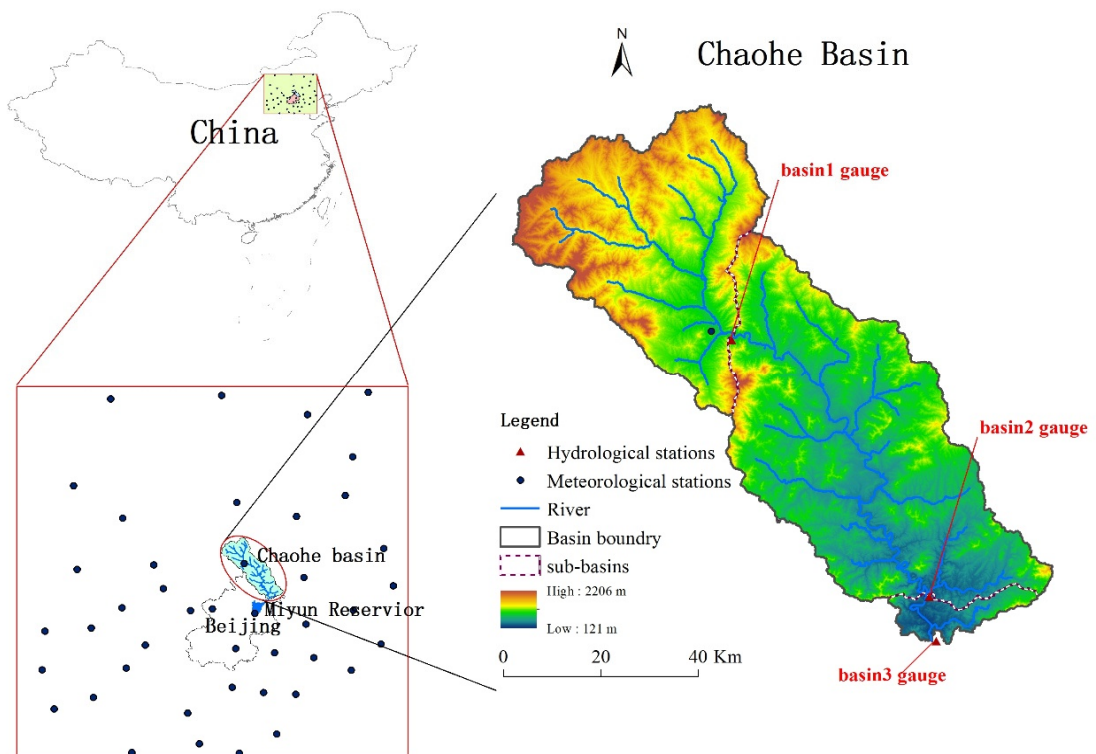 China
N
Chaohe Basin
basin1 gauge
basin2 gauge
basin3 gauge
Legend
Hydrological stations
Meteorological stations
River
Basin boundry
sub-basins
High : 2206 m
Low : 121 m
0 20 40 Km
Chaohe basin
Miyun Reservior
Beijing